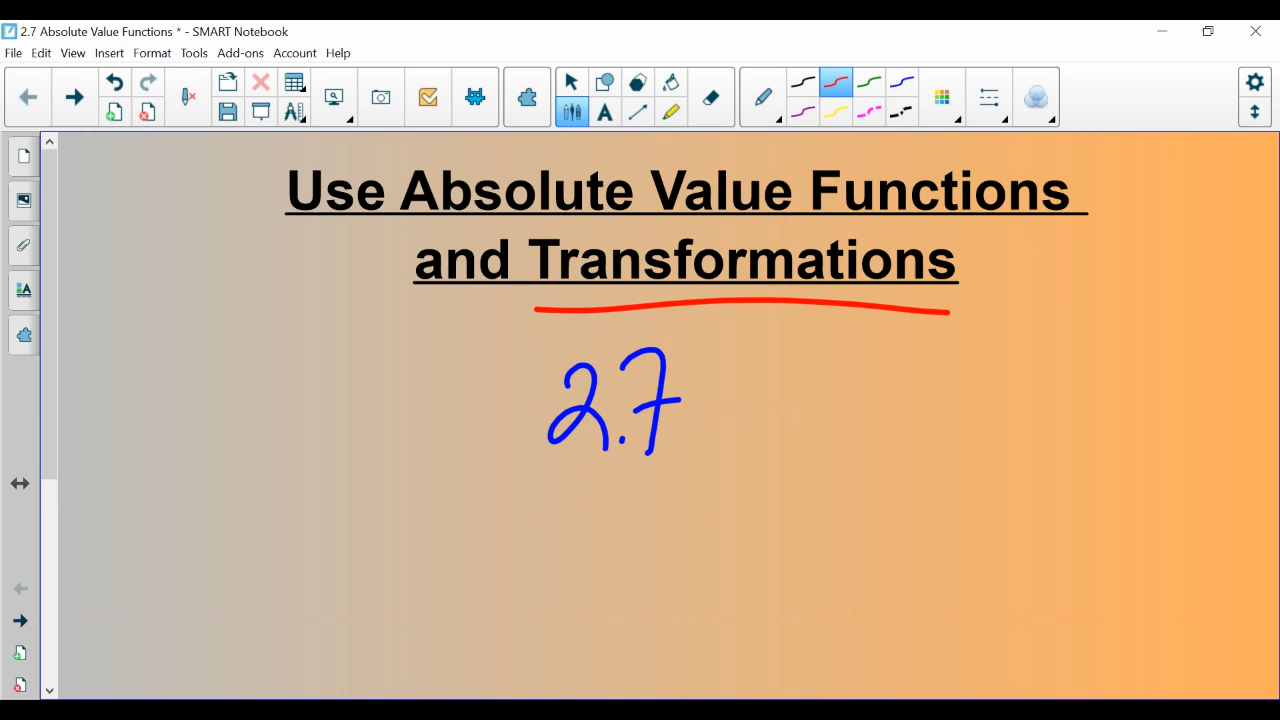 2.7 Absolute Value Functions * - SMART Notebook
File Edit View Insert Format Tools Add-ons Account Help
Use Absolute Value Functions
and Transformations
2.7